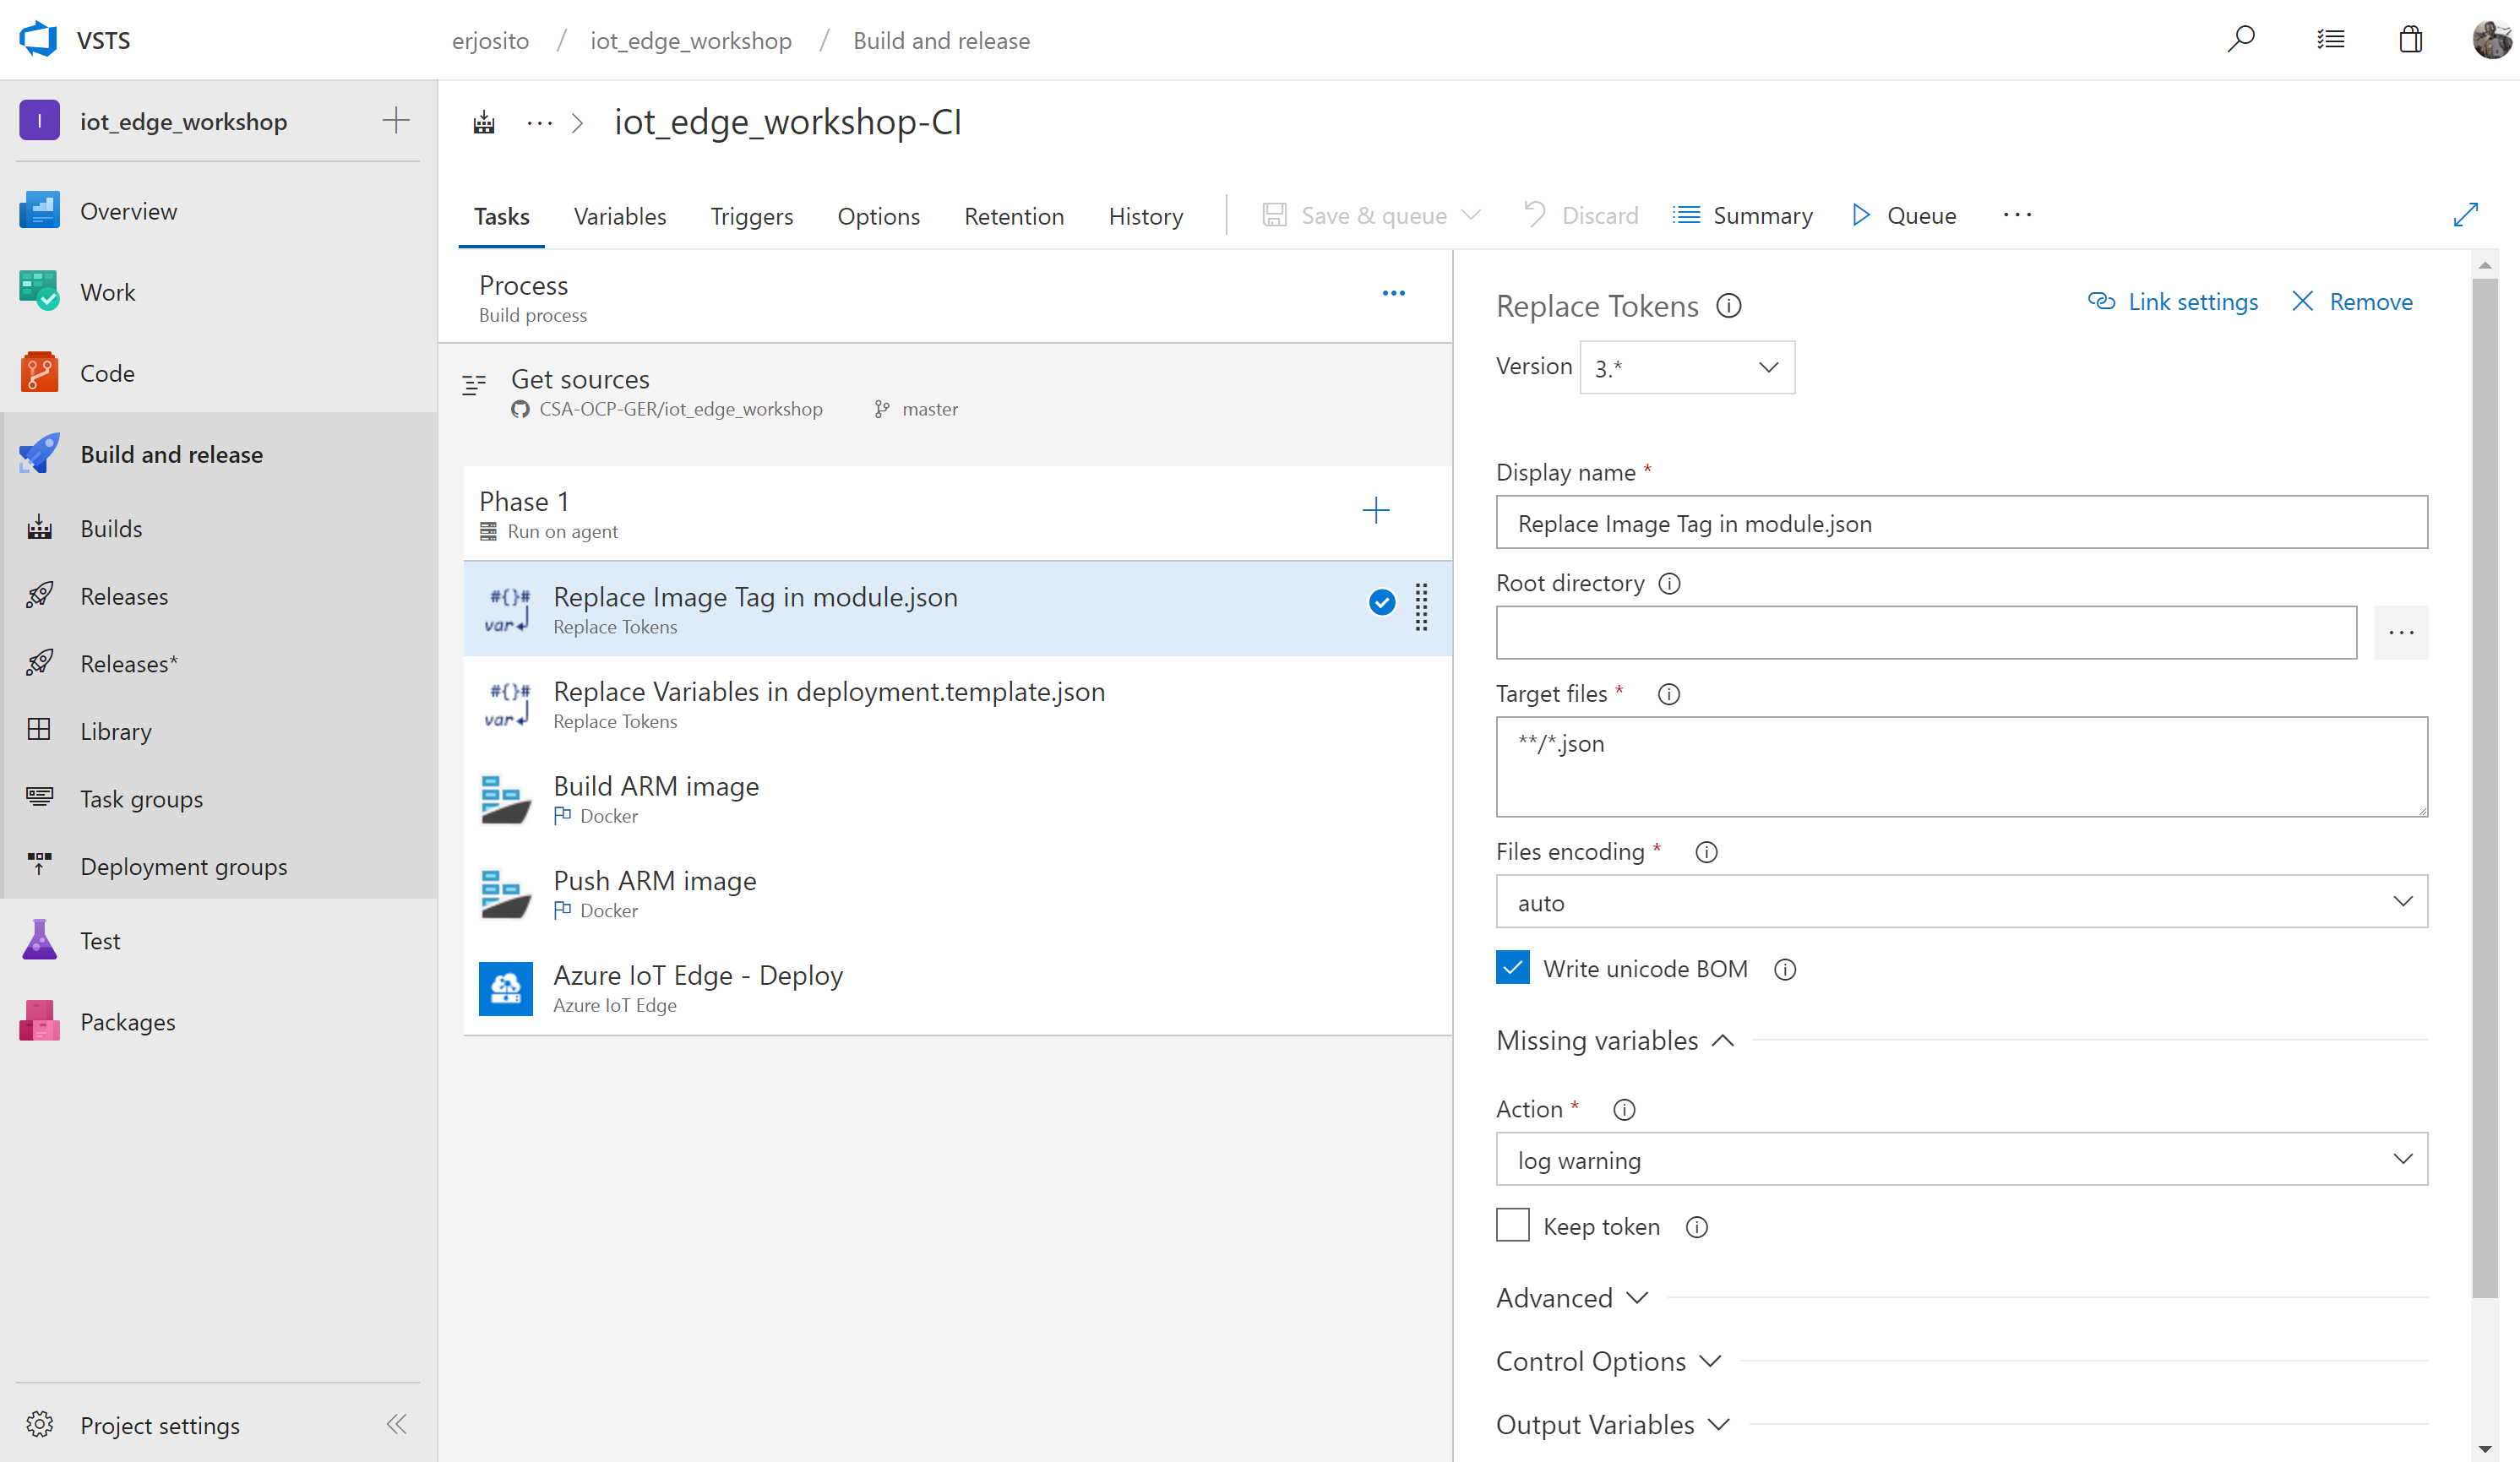 VSTS
erjosito / iot_edge_workshop / Build and release
I iot_edge_workshop
Overview
Work
Code
Build and release
Builds
Releases
Releases*
Library
Task groups
Deployment groups
Test
Packages
Project settings
... > iot_edge_workshop-CI
Tasks Variables Triggers Options Retention History Save & queue Discard Summary Queue ...
Process
Build process
Get sources
CSA-OCP-GER/iot_edge_workshop master
Phase 1
Run on agent
#{}#
var
Replace Image Tag in module.json
Replace Tokens
#{}#
var
Replace Variables in deployment.template.json
Replace Tokens
Build ARM image
Docker
Push ARM image
Docker
Azure IoT Edge - Deploy
Azure IoT Edge
Replace Tokens Link settings Remove
Version 3.*
Display name *
Replace Image Tag in module.json
Root directory
...
Target files *
**/*.json
Files encoding *
auto
Write unicode BOM
Missing variables
Action *
log warning
Keep token
Advanced
Control Options
Output Variables